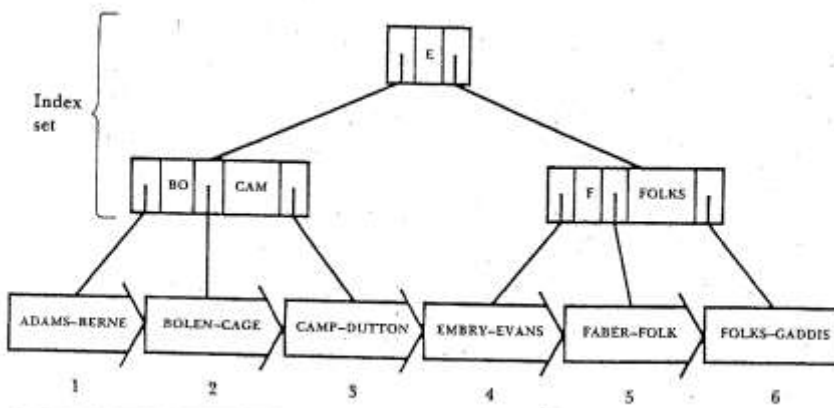 E
Index
set
BO CAM
F FOLKS
ADAMS-BERNE BOLEN-CAGE CAMP-DUTTON EMBRY-EVANS FABER-FOLK FOLKS-GADDIS
1 2 3 4 5 6